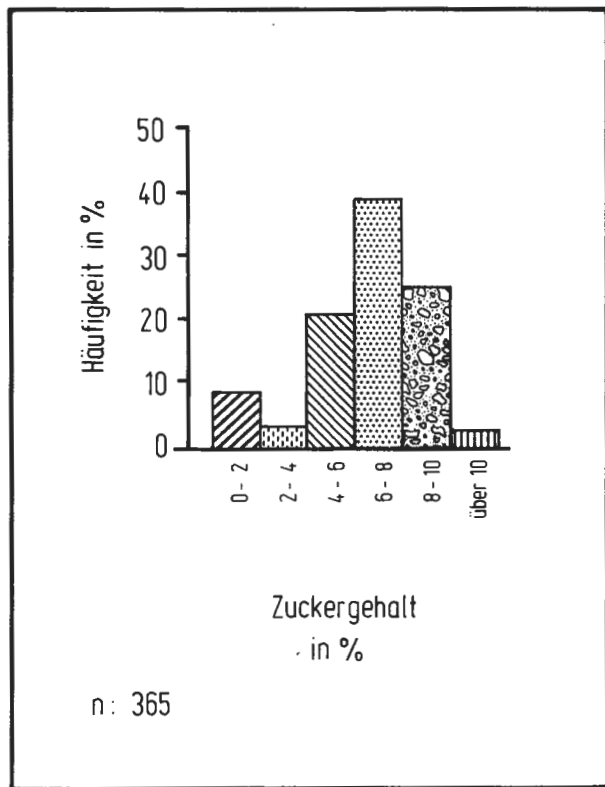 Häufigkeit in %
50
40
30
20
10
0
0 - 2
2 - 4
4 - 6
6 - 8
8 - 10
über 10
Zuckergehalt
in %
n: 365